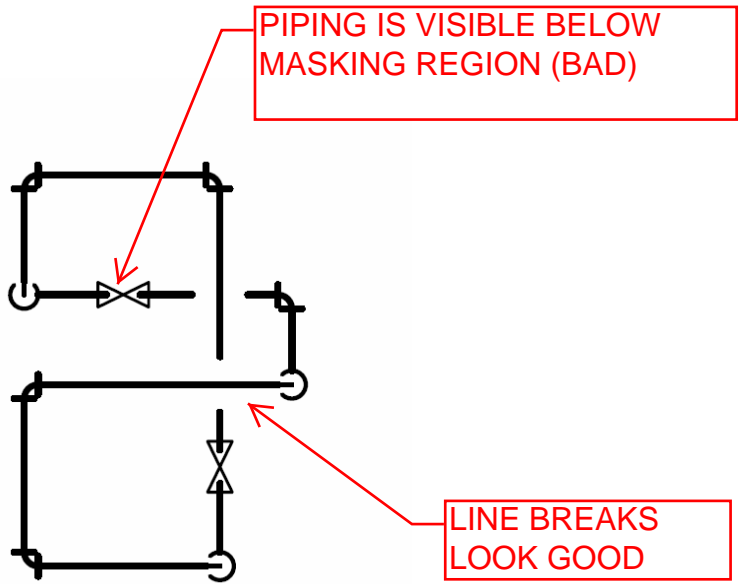 PIPING IS VISIBLE BELOW
MASKING REGION (BAD)
LINE BREAKS
LOOK GOOD